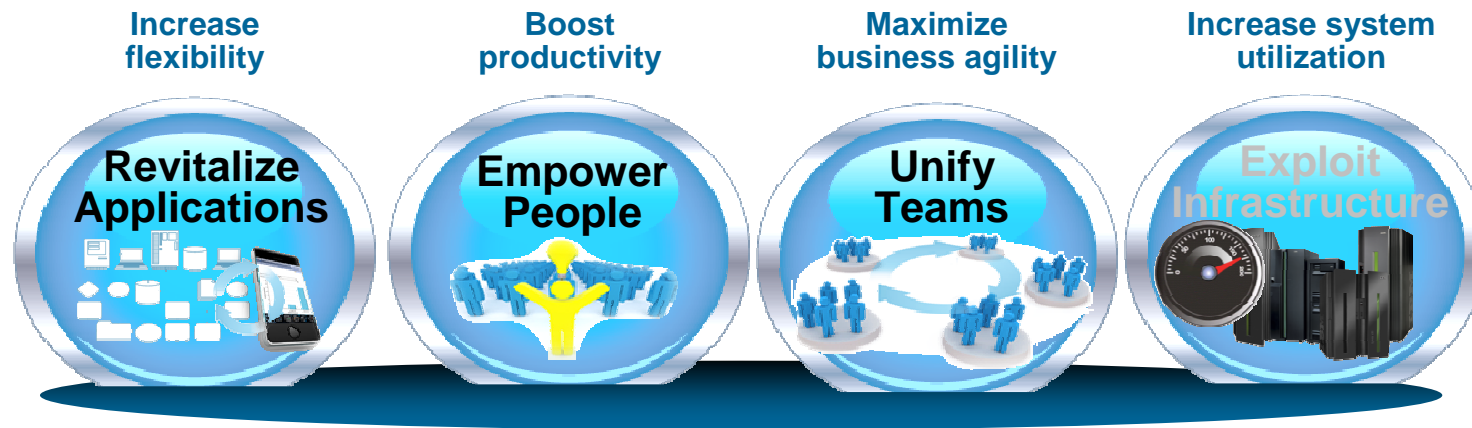 Increase
flexibility
Boost
productivity
Maximize
business agility
Increase system
utilization
Revitalize
Applications
Empower
People
Unify
Teams
Exploit
Infrastructure